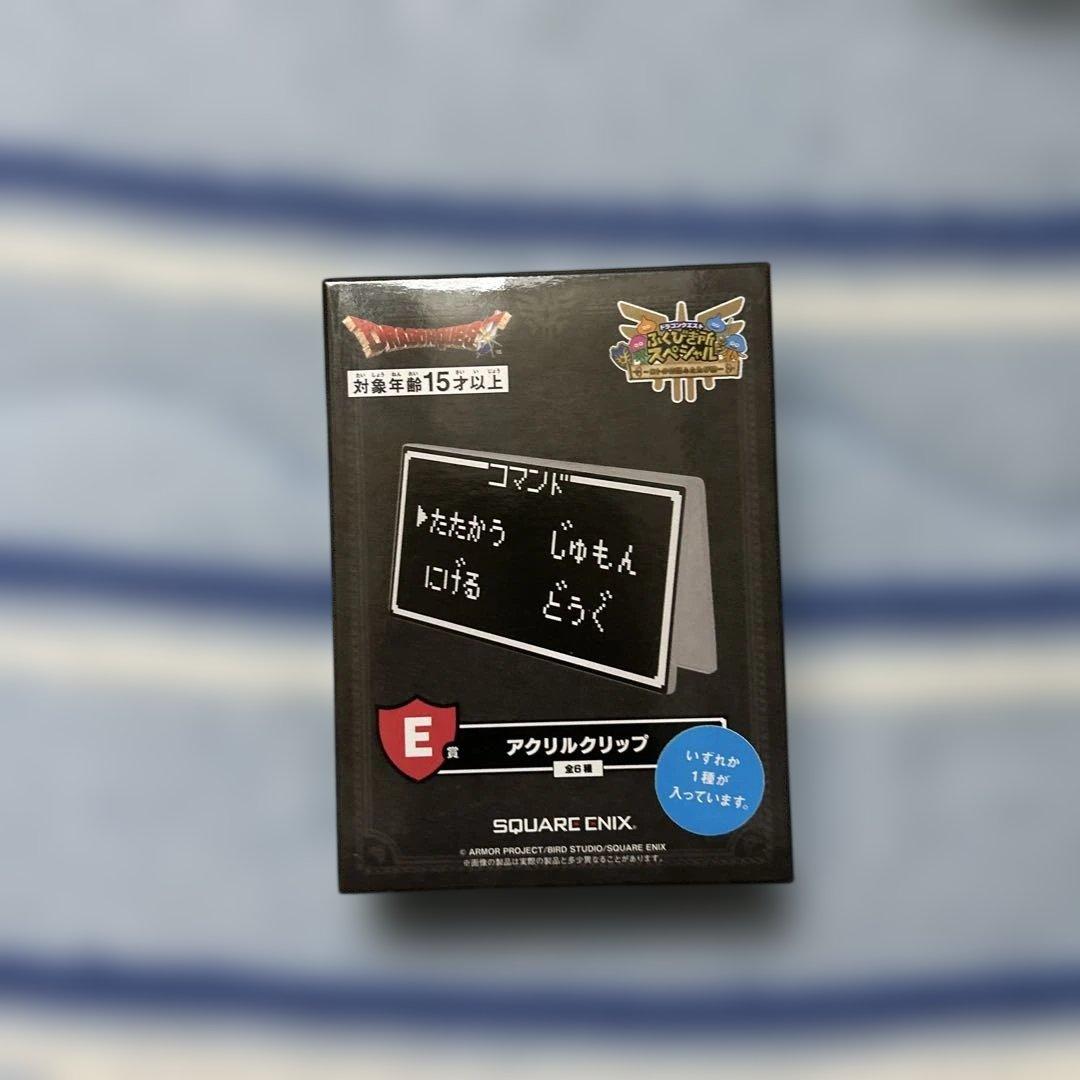 DRAGON QUEST
対象年齢15才以上
たいしょうねんれい さい い じょう
ドラゴンクエスト
ふくびき所
スペシャル
コマンド
▶たたかう じゅもん
にげる どうぐ
E賞
アクリルクリップ
全6種
いずれか
1種が
入っています。
SQUARE ENIX
© ARMOR PROJECT/BIRD STUDIO/SQUARE ENIX
※画像の製品は実際の製品と多少異なることがあります。